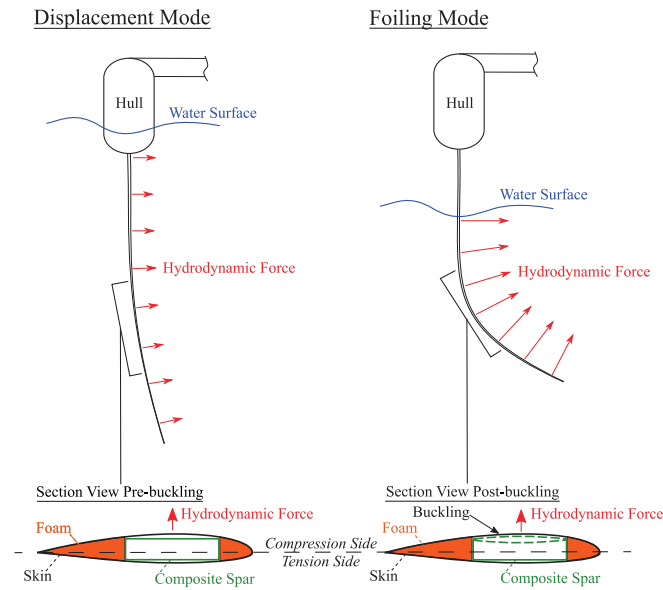 Displacement Mode
Foiling Mode
Hull
Hull
Water Surface
Water Surface
Hydrodynamic Force
Hydrodynamic Force
Section View Pre-buckling
Section View Post-buckling
Hydrodynamic Force
Buckling
Hydrodynamic Force
Foam
Foam
Compression Side
Tension Side
Skin
Composite Spar
Skin
Composite Spar